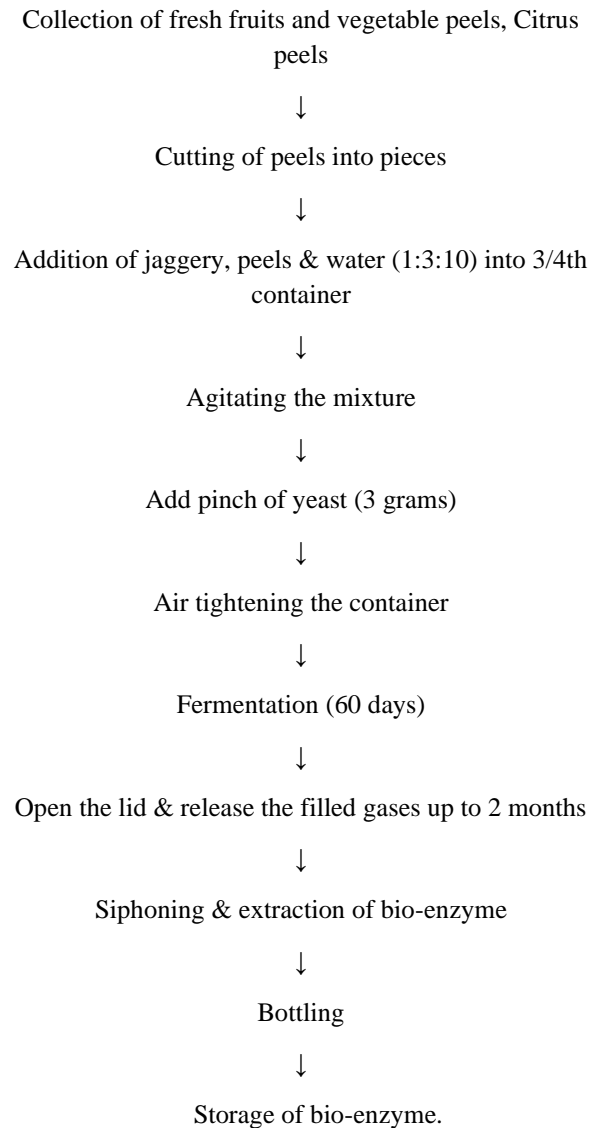 Collection of fresh fruits and vegetable peels, Citrus
peels
↓
Cutting of peels into pieces
↓
Addition of jaggery, peels & water (1:3:10) into 3/4th
container
↓
Agitating the mixture
↓
Add pinch of yeast (3 grams)
↓
Air tightening the container
↓
Fermentation (60 days)
↓
Open the lid & release the filled gases up to 2 months
↓
Siphoning & extraction of bio-enzyme
↓
Bottling
↓
Storage of bio-enzyme.